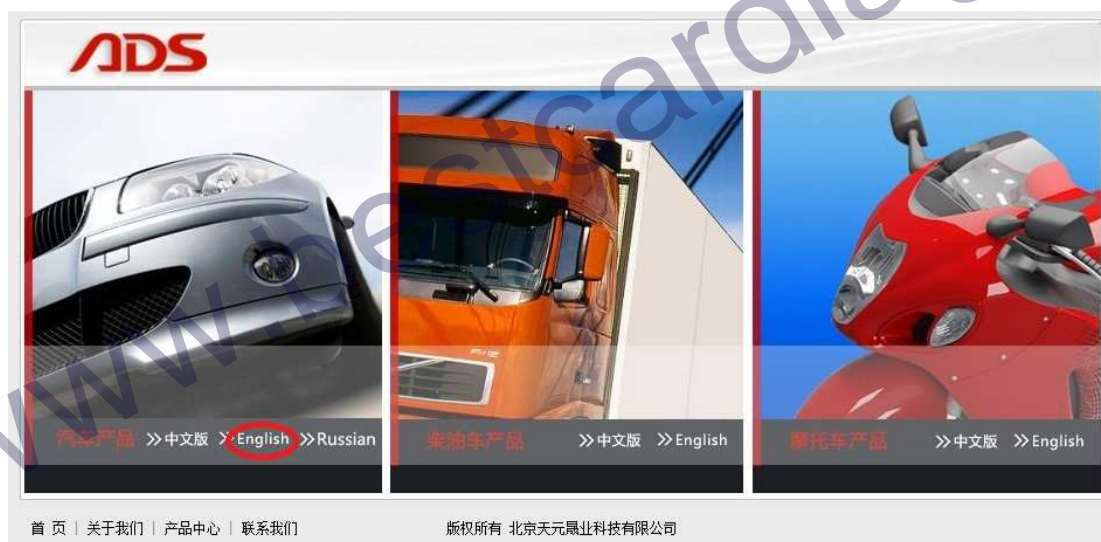 ADS
www.bestcardia
FH12
汽车产品 >>中文版 >>English >>Russian
柴油车产品 >>中文版 >>English
摩托车产品 >>中文版 >>English
首 页 | 关于我们 | 产品中心 | 联系我们
版权所有 北京天元晟业科技有限公司